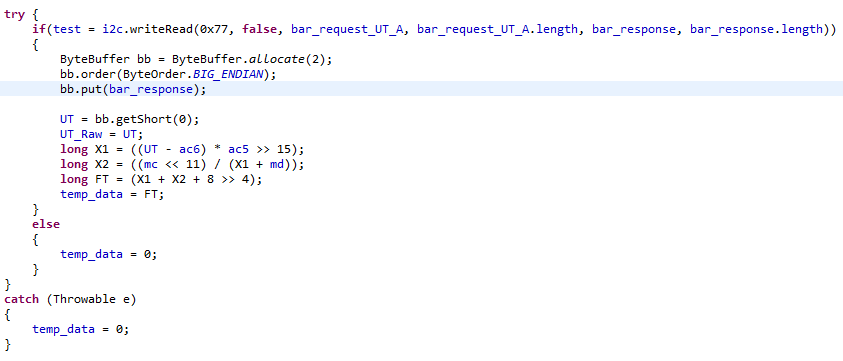 try {
    if(test = i2c.writeRead(0x77, false, bar_request_UT_A, bar_request_UT_A.length, bar_response, bar_response.length))
    {
        ByteBuffer bb = ByteBuffer.allocate(2);
        bb.order(ByteOrder.BIG_ENDIAN);
        bb.put(bar_response);

        UT = bb.getShort(0);
        UT_Raw = UT;
        long X1 = ((UT - ac6) * ac5 >> 15);
        long X2 = ((mc << 11) / (X1 + md));
        long FT = (X1 + X2 + 8 >> 4);
        temp_data = FT;
    }
    else
    {
        temp_data = 0;
    }
}
catch (Throwable e)
{
    temp_data = 0;
}